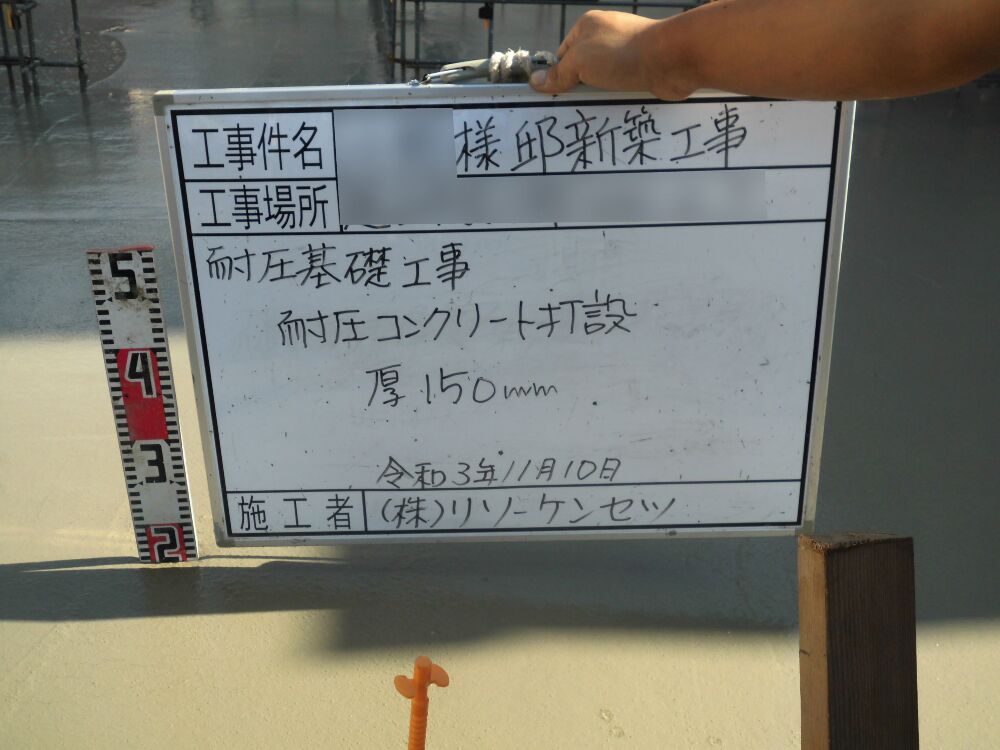 工事件名 様邸新築工事
工事場所
耐圧基礎工事
耐圧コンクリート打設
厚150mm
令和3年11月10日
施工者 (株)リソーケンセツ
5
4
3
2